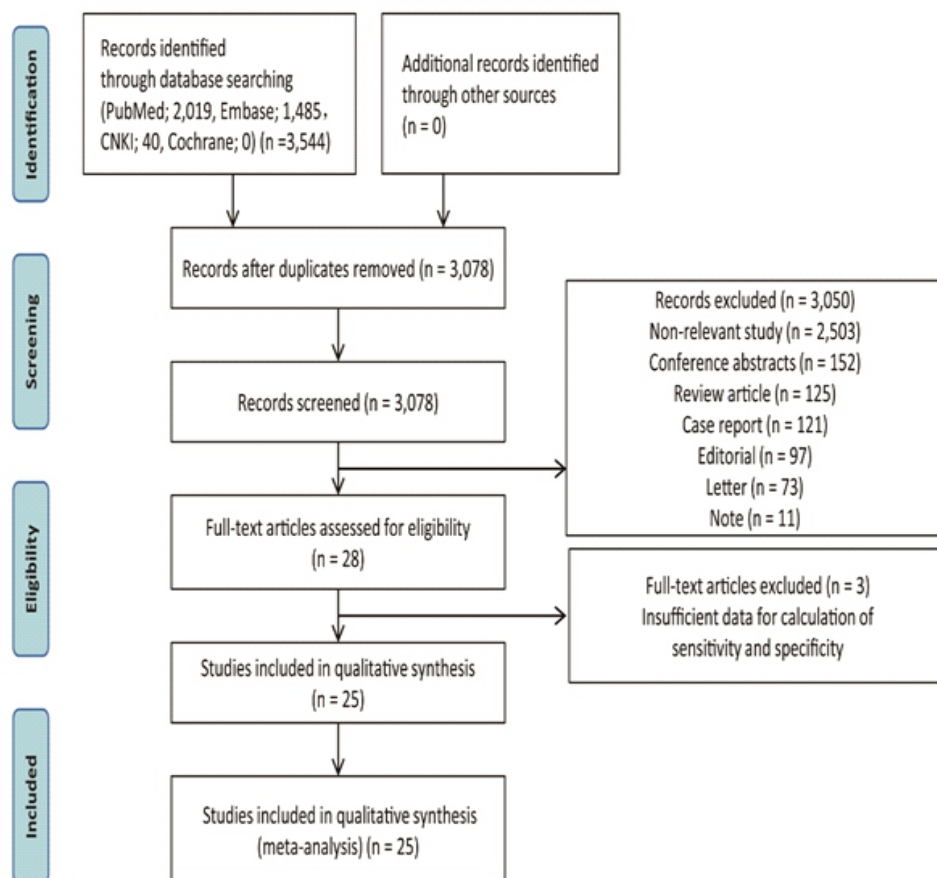 Identification
Records identified
through database searching
(PubMed; 2,019, Embase; 1,485,
CNKI; 40, Cochrane; 0) (n =3,544)
Additional records identified
through other sources
(n = 0)
Screening
Records after duplicates removed (n = 3,078)
Records screened (n = 3,078)
Records excluded (n = 3,050)
Non-relevant study (n = 2,503)
Conference abstracts (n = 152)
Review article (n = 125)
Case report (n = 121)
Editorial (n = 97)
Letter (n = 73)
Note (n = 11)
Eligibility
Full-text articles assessed for eligibility
(n = 28)
Full-text articles excluded (n = 3)
Insufficient data for calculation of
sensitivity and specificity
Studies included in qualitative synthesis
(n = 25)
Included
Studies included in qualitative synthesis
(meta-analysis) (n = 25)